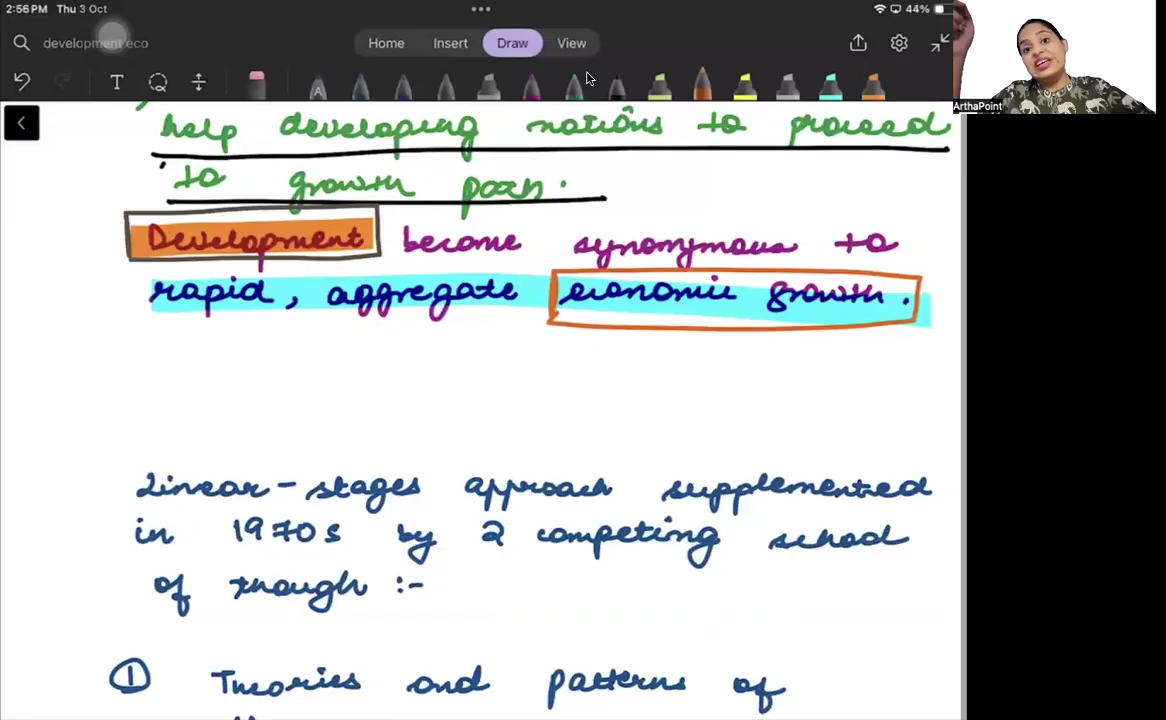 2:56 PM Thu 3 Oct
44%
development eco
Home Insert Draw View
T
A
ArthaPoint
help developing nations to proceed
to growth path.
Development become synonymous to
rapid, aggregate economic growth.
Linear-stages approach supplemented
in 1970s by 2 competing school
of though :-
① Theories and patterns of